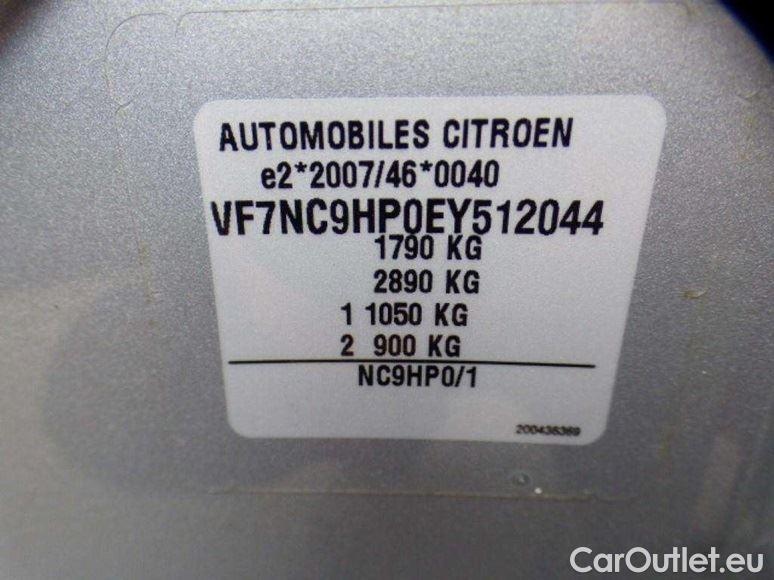 AUTOMOBILES CITROEN
e2*2007/46*0040
VF7NC9HP0EY512044
1790 KG
2890 KG
1 1050 KG
2 900 KG
NC9HP0/1
200436369
CarOutlet.eu